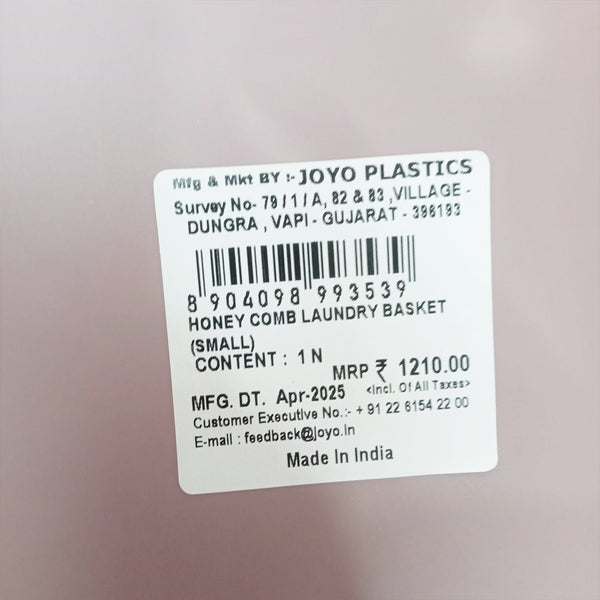 Mfg & Mkt BY :- JOYO PLASTICS
Survey No- 79 / 1 / A, 82 & 83 ,VILLAGE -
DUNGRA , VAPI - GUJARAT - 396193
8 904098 993539
HONEY COMB LAUNDRY BASKET
(SMALL)
CONTENT : 1 N
MRP ₹ 1210.00
<Incl. Of All Taxes>
MFG. DT. Apr-2025
Customer Executive No.:- + 91 22 6154 22 00
E-mail : feedback@joyo.in
Made In India